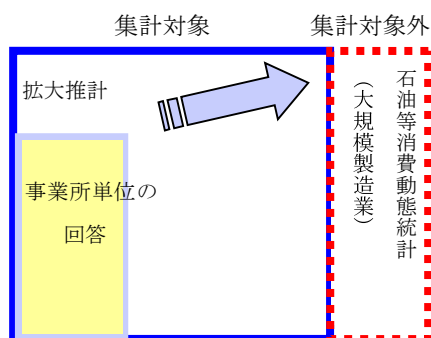 集計対象
集計対象外
拡大推計
事業所単位の
回答
石油等消費動態統計
（大規模製造業）